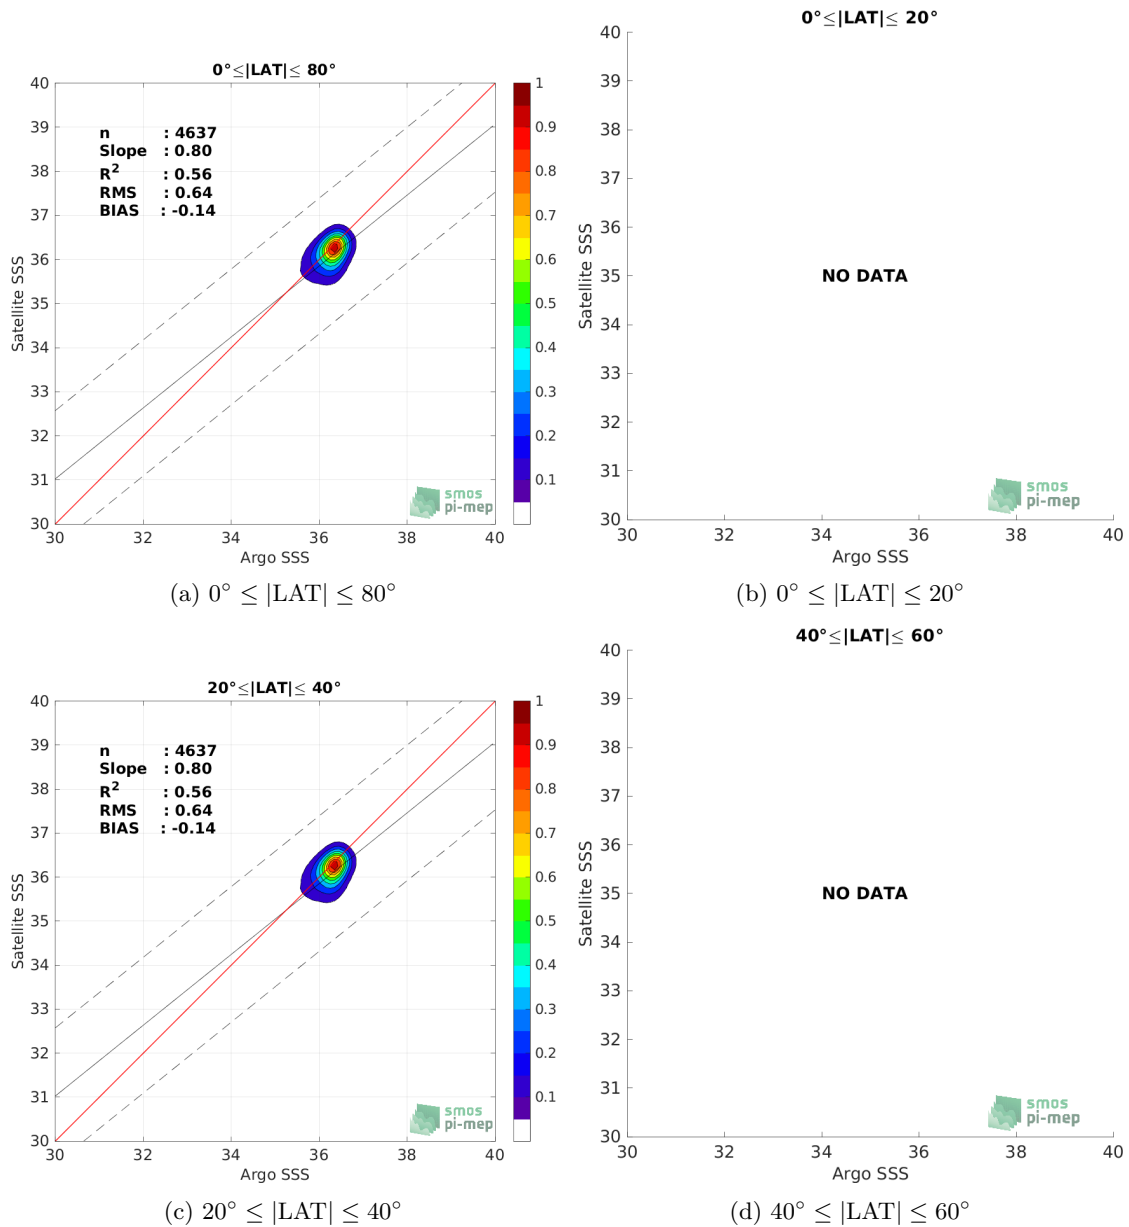 0°≤|LAT|≤ 80°
40
39
38
37
36
35
34
33
32
31
30
Satellite SSS
n : 4637
Slope : 0.80
R² : 0.56
RMS : 0.64
BIAS : -0.14
smos
pi-mep
30 32 34 36 38 40
Argo SSS
1
0.9
0.8
0.7
0.6
0.5
0.4
0.3
0.2
0.1
(a) 0° ≤ |LAT| ≤ 80°
0°≤|LAT|≤ 20°
40
39
38
37
36
35
34
33
32
31
30
Satellite SSS
NO DATA
smos
pi-mep
30 32 34 36 38 40
Argo SSS
(b) 0° ≤ |LAT| ≤ 20°
20°≤|LAT|≤ 40°
40
39
38
37
36
35
34
33
32
31
30
Satellite SSS
n : 4637
Slope : 0.80
R² : 0.56
RMS : 0.64
BIAS : -0.14
smos
pi-mep
30 32 34 36 38 40
Argo SSS
1
0.9
0.8
0.7
0.6
0.5
0.4
0.3
0.2
0.1
(c) 20° ≤ |LAT| ≤ 40°
40°≤|LAT|≤ 60°
40
39
38
37
36
35
34
33
32
31
30
Satellite SSS
NO DATA
smos
pi-mep
30 32 34 36 38 40
Argo SSS
(d) 40° ≤ |LAT| ≤ 60°